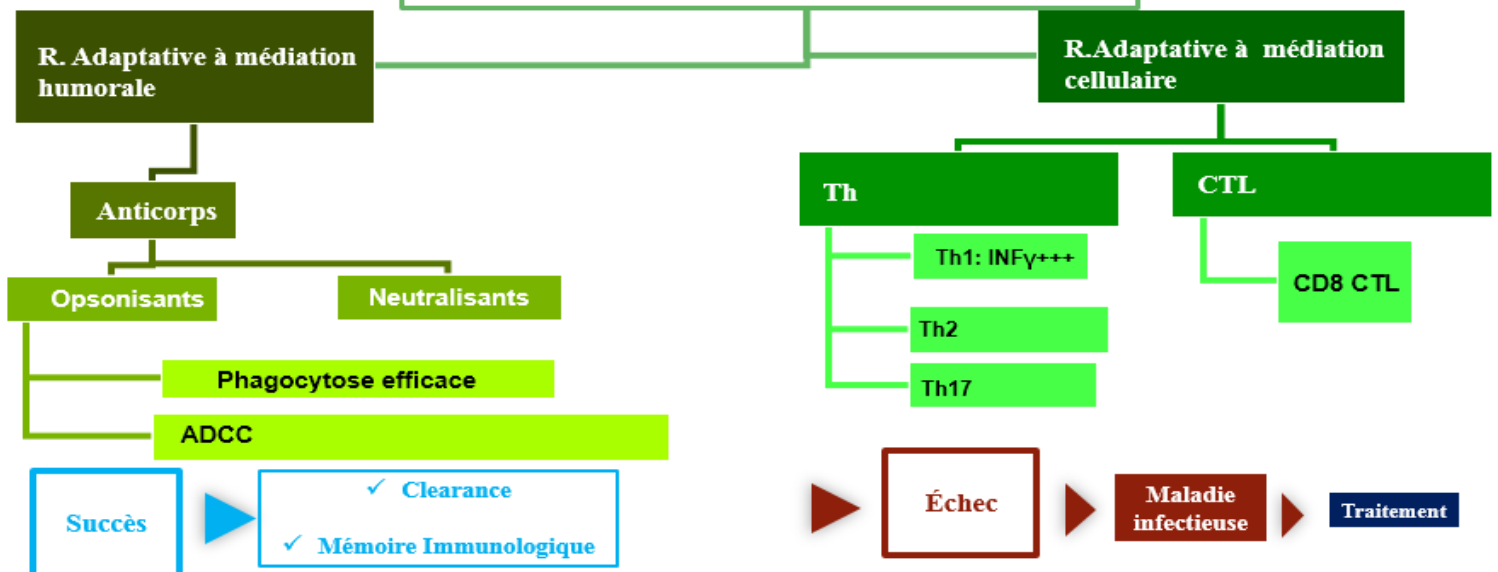 R. Adaptative à médiation
humorale
R.Adaptative à médiation
cellulaire
Anticorps
Opsonisants
Neutralisants
Phagocytose efficace
ADCC
Th
Th1: INFγ+++
Th2
Th17
CTL
CD8 CTL
Succès
✓ Clearance
✓ Mémoire Immunologique
Échec
Maladie
infectieuse
Traitement